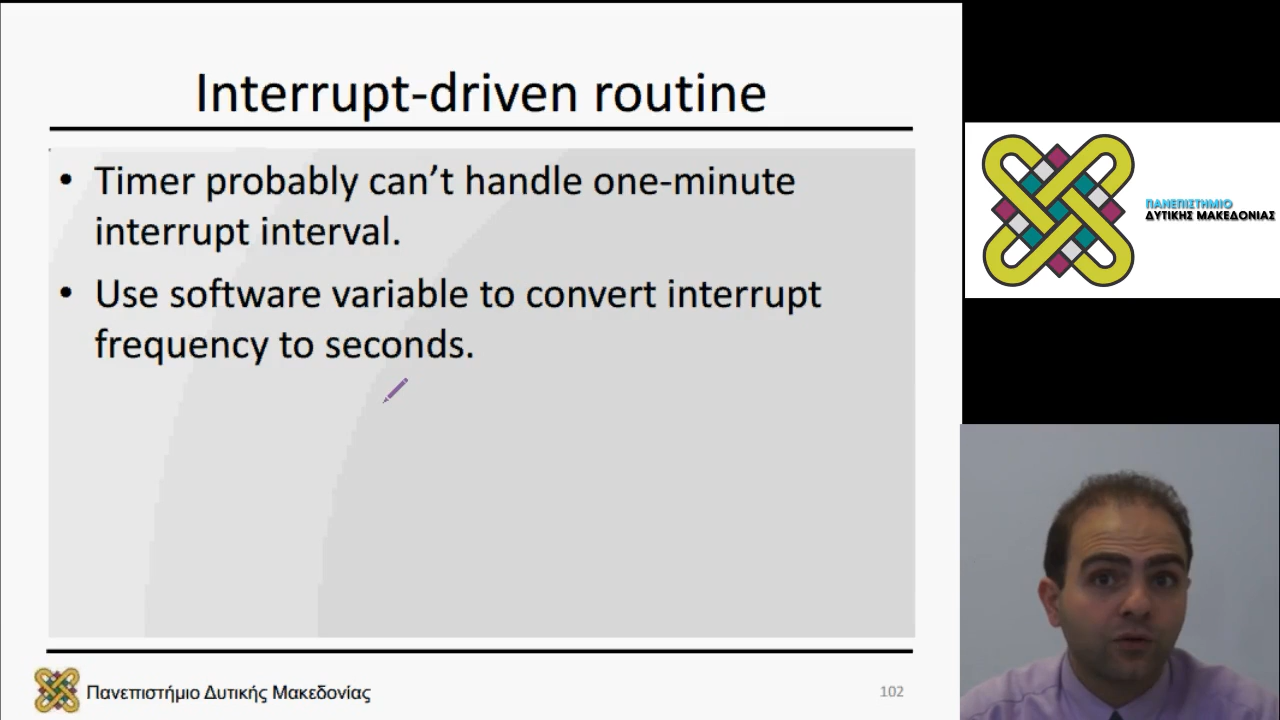 Interrupt-driven routine
• Timer probably can’t handle one-minute
interrupt interval.
• Use software variable to convert interrupt
frequency to seconds.
Πανεπιστήμιο Δυτικής Μακεδονίας
102
ΠΑΝΕΠΙΣΤΗΜΙΟ
ΔΥΤΙΚΗΣ ΜΑΚΕΔΟΝΙΑΣ